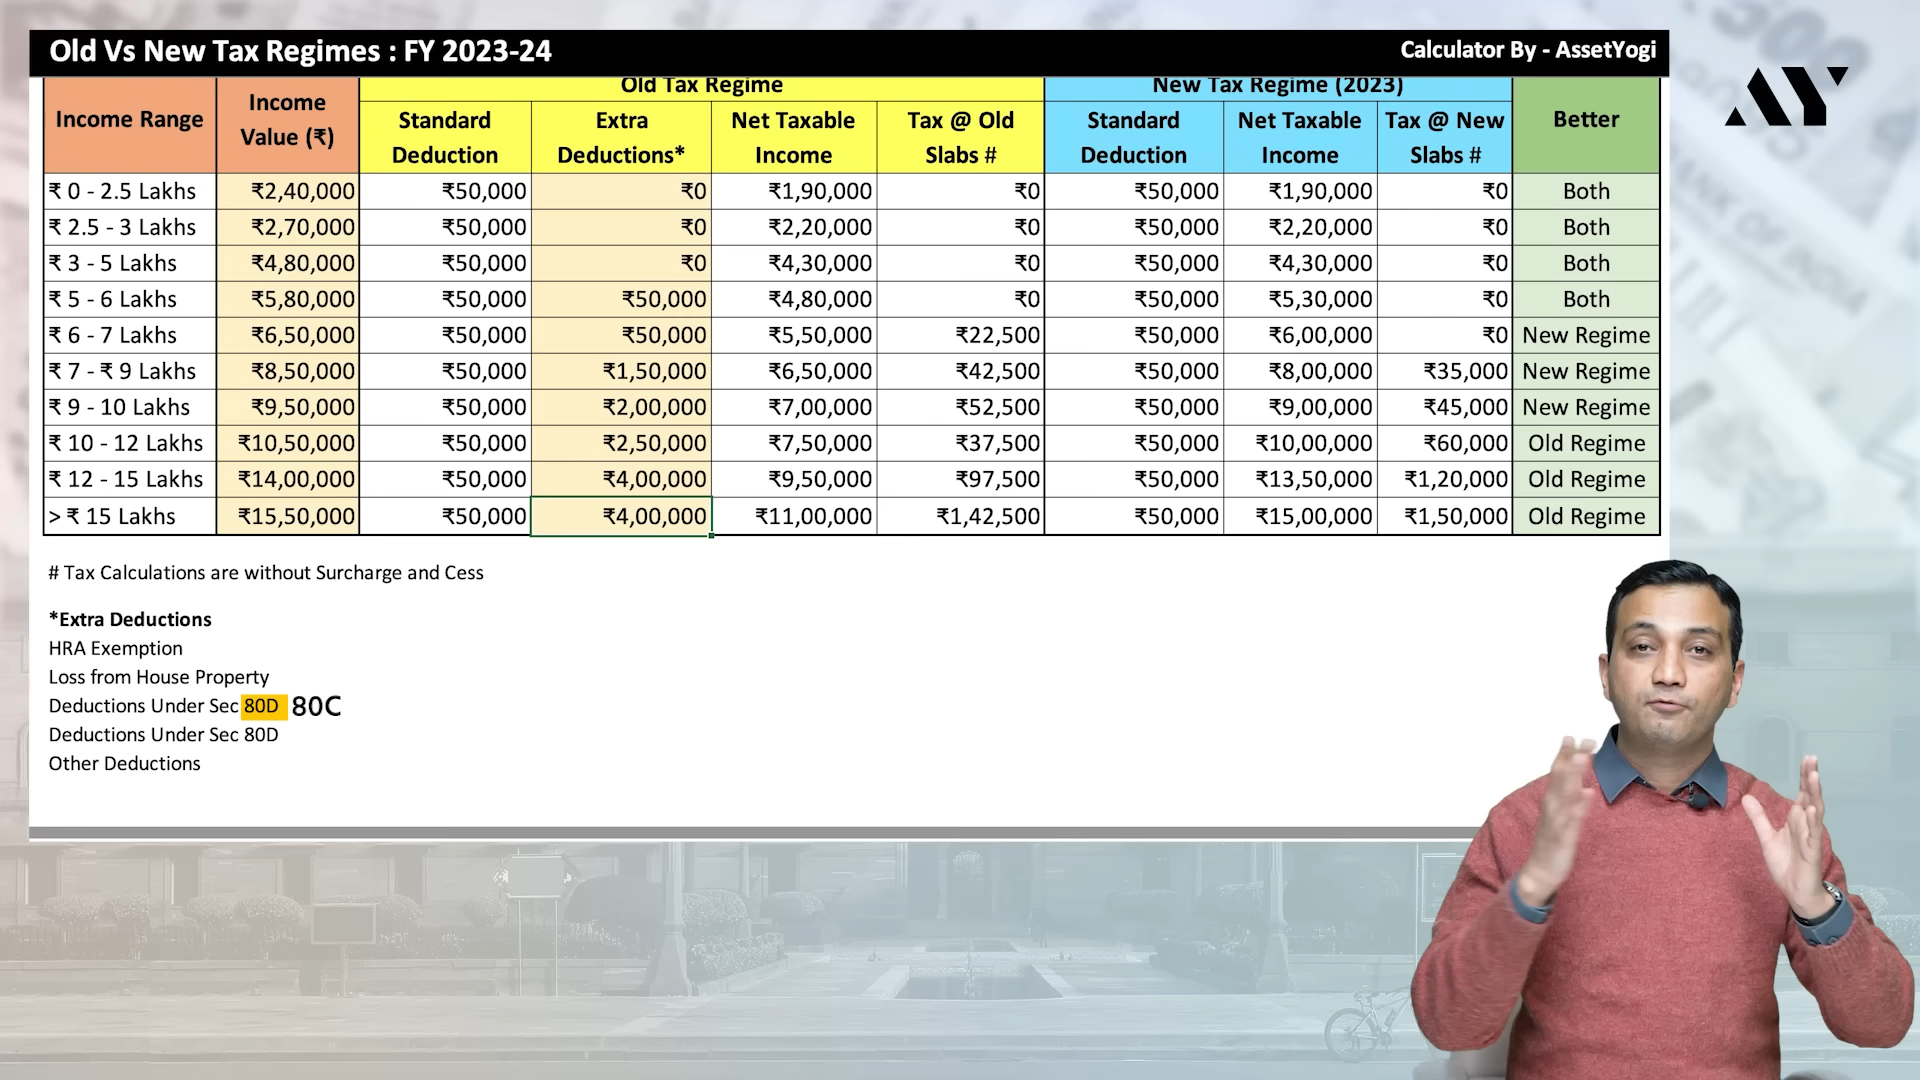 Old Vs New Tax Regimes : FY 2023-24
Calculator By - AssetYogi
AY
Old Tax Regime
New Tax Regime (2023)
Income Range
Income Value (₹)
Standard Deduction
Extra Deductions*
Net Taxable Income
Tax @ Old Slabs #
Standard Deduction
Net Taxable Income
Tax @ New Slabs #
Better
₹ 0 - 2.5 Lakhs ₹2,40,000 ₹50,000 ₹0 ₹1,90,000 ₹0 ₹50,000 ₹1,90,000 ₹0 Both
₹ 2.5 - 3 Lakhs ₹2,70,000 ₹50,000 ₹0 ₹2,20,000 ₹0 ₹50,000 ₹2,20,000 ₹0 Both
₹ 3 - 5 Lakhs ₹4,80,000 ₹50,000 ₹0 ₹4,30,000 ₹0 ₹50,000 ₹4,30,000 ₹0 Both
₹ 5 - 6 Lakhs ₹5,80,000 ₹50,000 ₹50,000 ₹4,80,000 ₹0 ₹50,000 ₹5,30,000 ₹0 Both
₹ 6 - 7 Lakhs ₹6,50,000 ₹50,000 ₹50,000 ₹5,50,000 ₹22,500 ₹50,000 ₹6,00,000 ₹0 New Regime
₹ 7 - ₹ 9 Lakhs ₹8,50,000 ₹50,000 ₹1,50,000 ₹6,50,000 ₹42,500 ₹50,000 ₹8,00,000 ₹35,000 New Regime
₹ 9 - 10 Lakhs ₹9,50,000 ₹50,000 ₹2,00,000 ₹7,00,000 ₹52,500 ₹50,000 ₹9,00,000 ₹45,000 New Regime
₹ 10 - 12 Lakhs ₹10,50,000 ₹50,000 ₹2,50,000 ₹7,50,000 ₹37,500 ₹50,000 ₹10,00,000 ₹60,000 Old Regime
₹ 12 - 15 Lakhs ₹14,00,000 ₹50,000 ₹4,00,000 ₹9,50,000 ₹97,500 ₹50,000 ₹13,50,000 ₹1,20,000 Old Regime
> ₹ 15 Lakhs ₹15,50,000 ₹50,000 ₹4,00,000 ₹11,00,000 ₹1,42,500 ₹50,000 ₹15,00,000 ₹1,50,000 Old Regime
# Tax Calculations are without Surcharge and Cess
*Extra Deductions
HRA Exemption
Loss from House Property
Deductions Under Sec 80D 80C
Deductions Under Sec 80D
Other Deductions